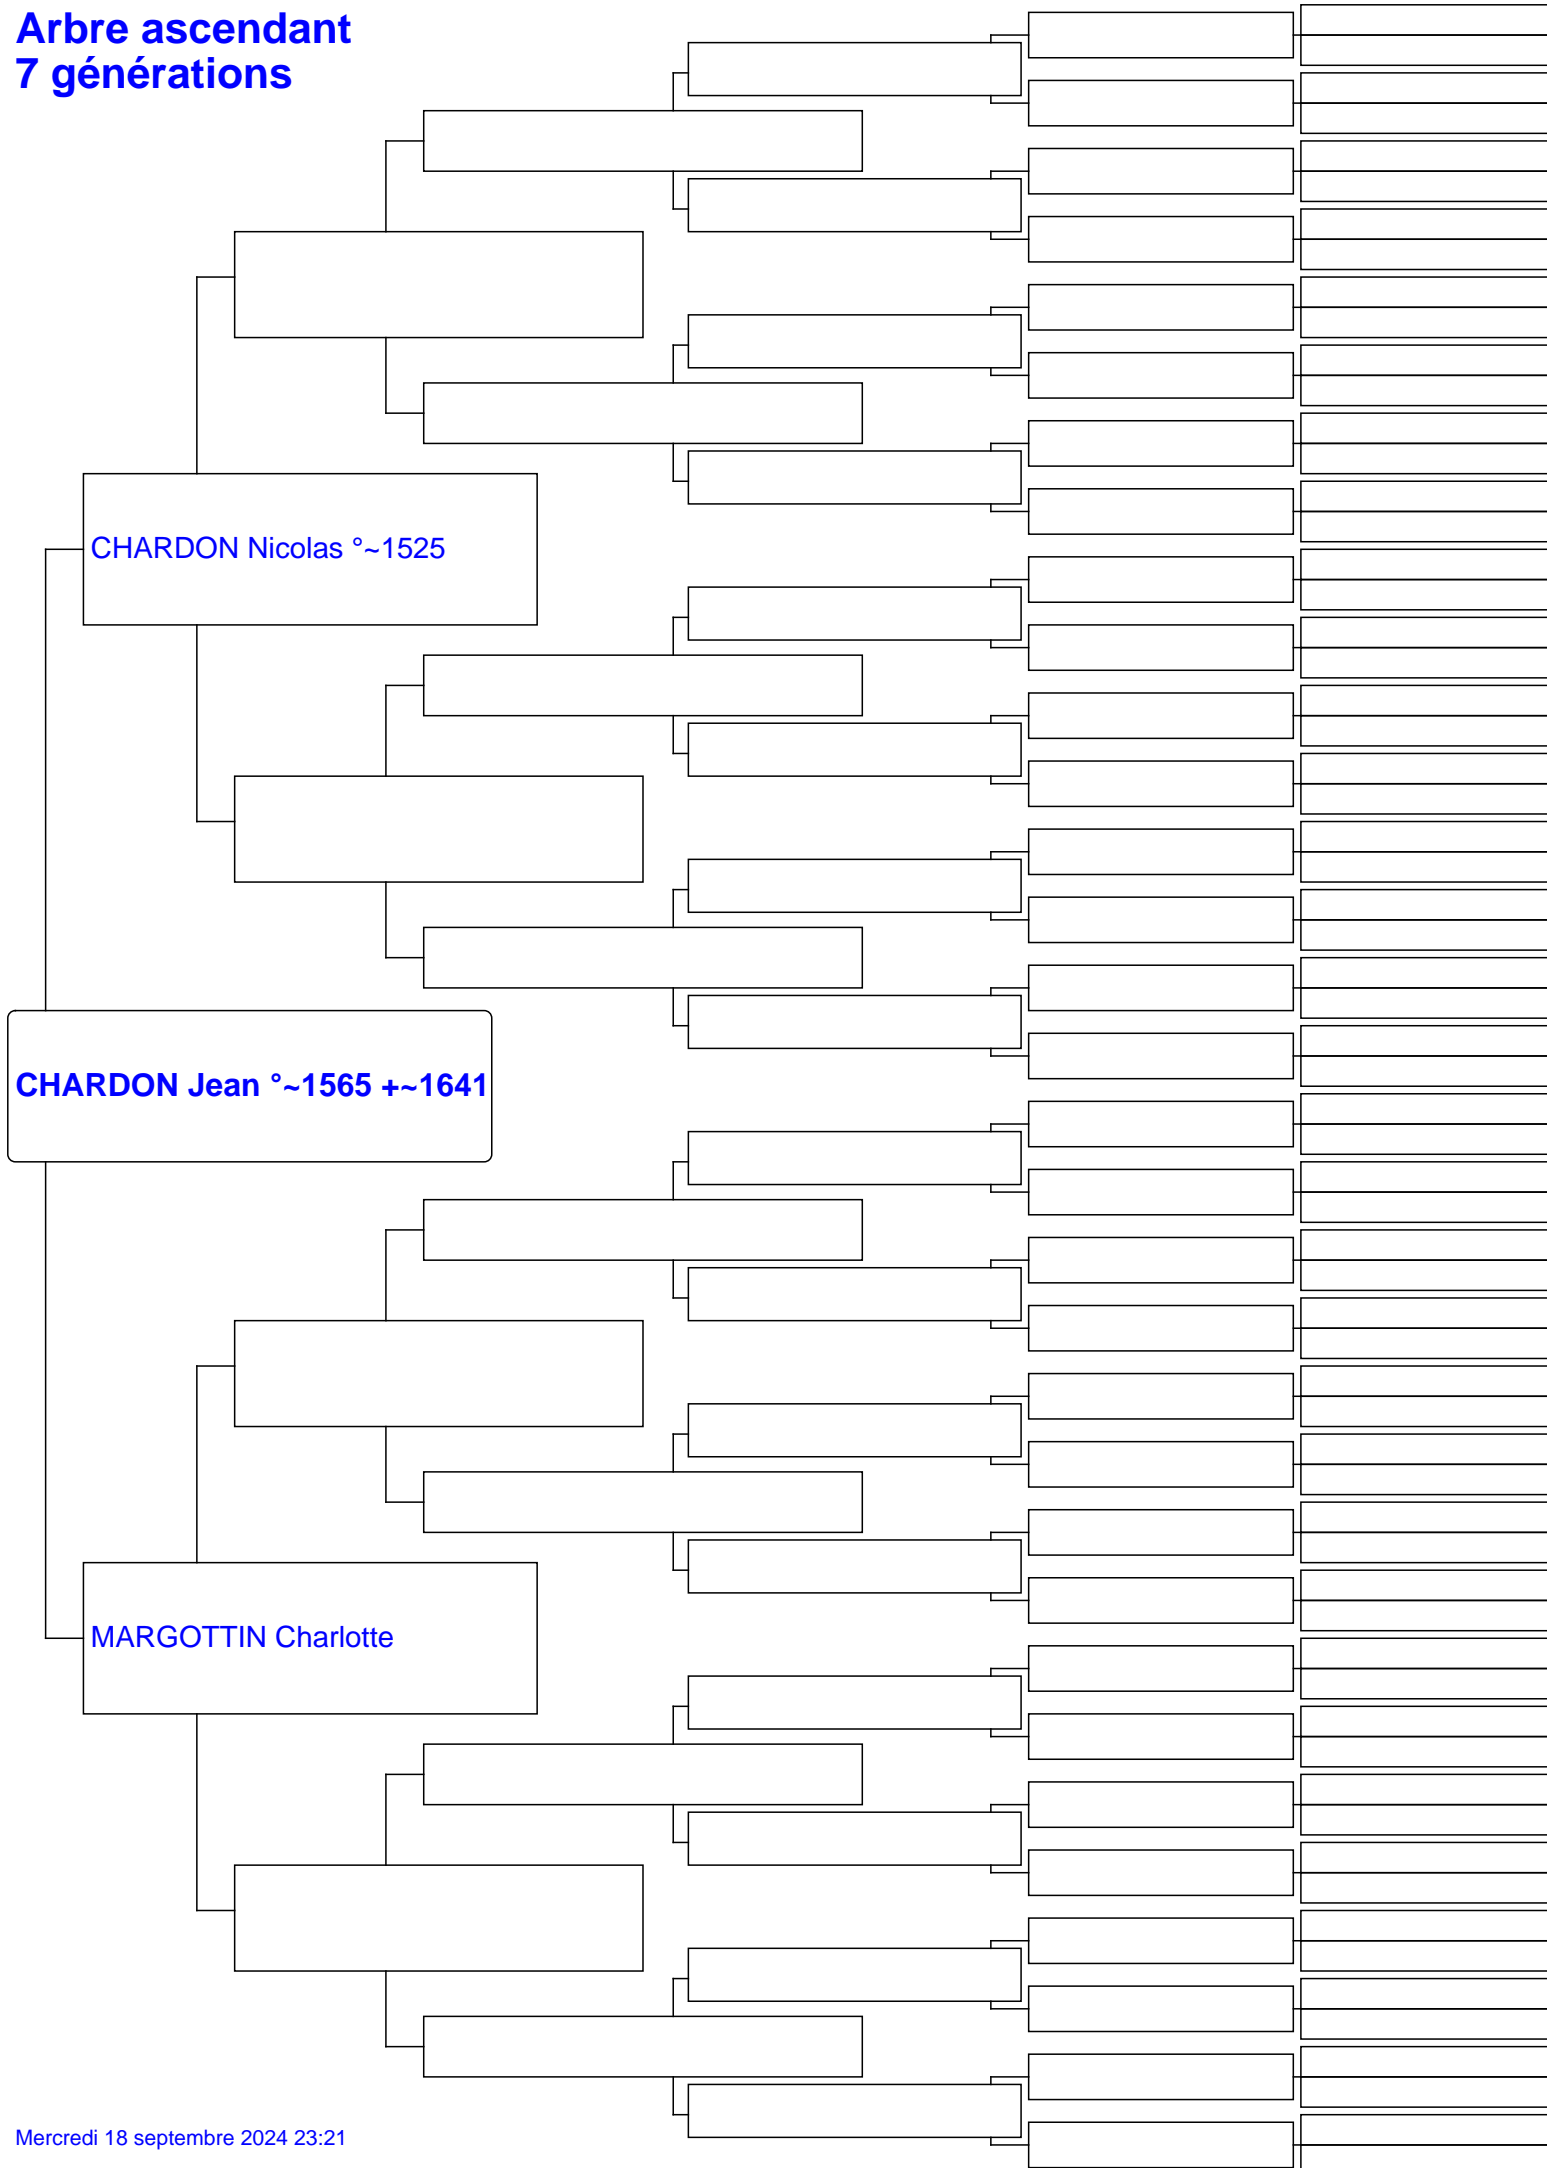 Arbre ascendant
7 générations
CHARDON Nicolas °~1525
CHARDON Jean °~1565 +~1641
MARGOTTIN Charlotte
Mercredi 18 septembre 2024 23:21